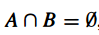 A ∩ B = ∅,